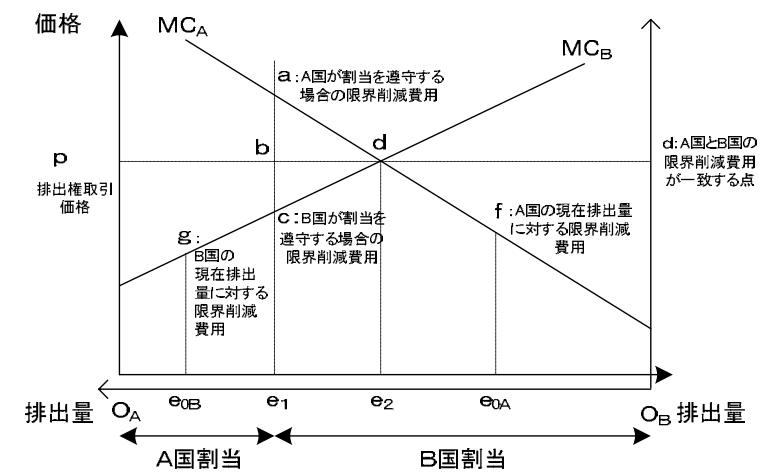 価格
MCA
MCB
a:A国が割当を遵守する
場合の限界削減費用
p
b
d
d:A国とB国の
限界削減費用
が一致する点
排出権取引
価格
c:B国が割当を
遵守する場合の
限界削減費用
f:A国の現在排出量
に対する限界削減
費用
g:
B国の
現在排出
量に対する
限界削減
費用
排出量 OA e0B e1 e2 e0A OB 排出量
A国割当 B国割当